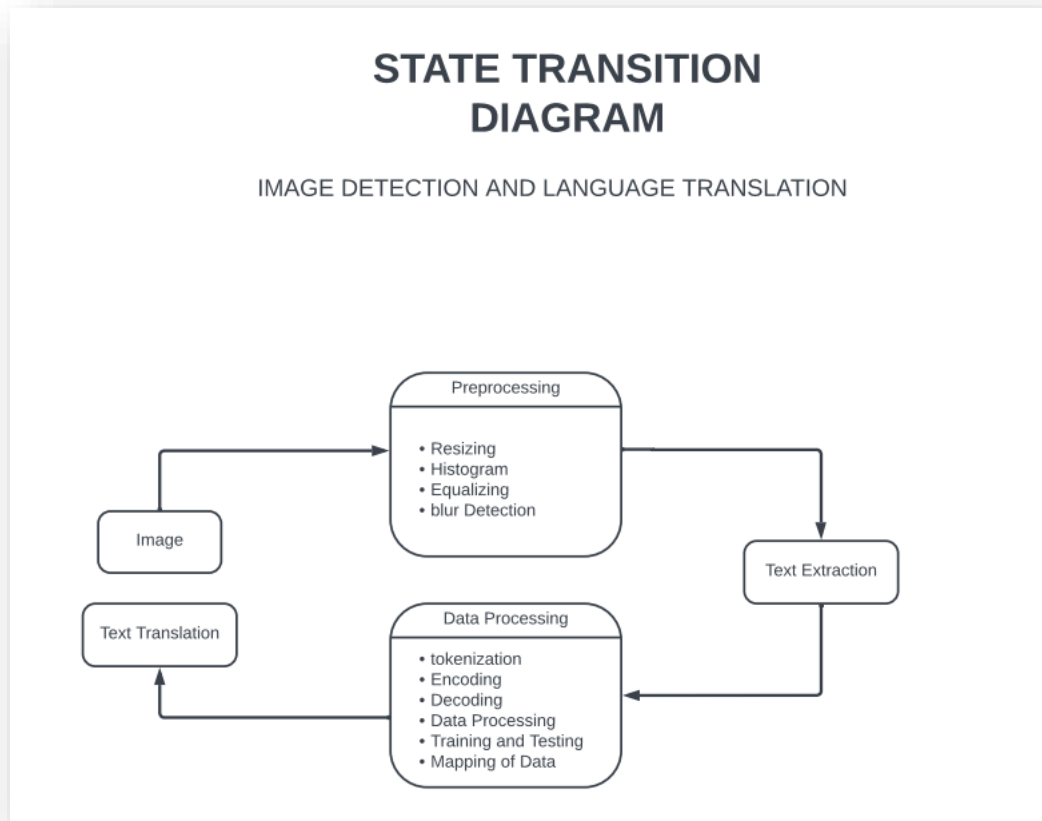 STATE TRANSITION
DIAGRAM
IMAGE DETECTION AND LANGUAGE TRANSLATION
Preprocessing
• Resizing
• Histogram
• Equalizing
• blur Detection
Image
Text Extraction
Text Translation
Data Processing
• tokenization
• Encoding
• Decoding
• Data Processing
• Training and Testing
• Mapping of Data